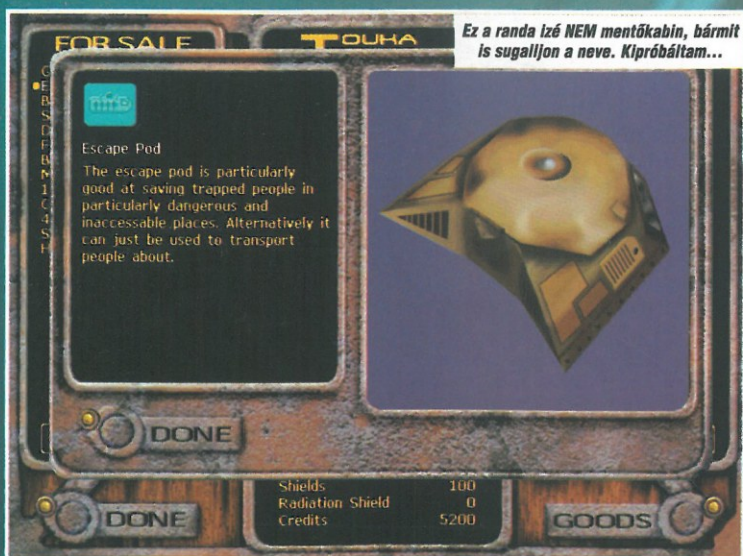 Ez a randa izé NEM mentőkabin, bármit
is sugalljon a neve. Kipróbáltam...
FOR SALE
TOUKA
Escape Pod
The escape pod is particularly
good at saving trapped people in
particularly dangerous and
inaccessable places. Alternatively it
can just be used to transport
people about.
DONE
Shields 100
Radiation Shield 0
Credits 5200
DONE
GOODS